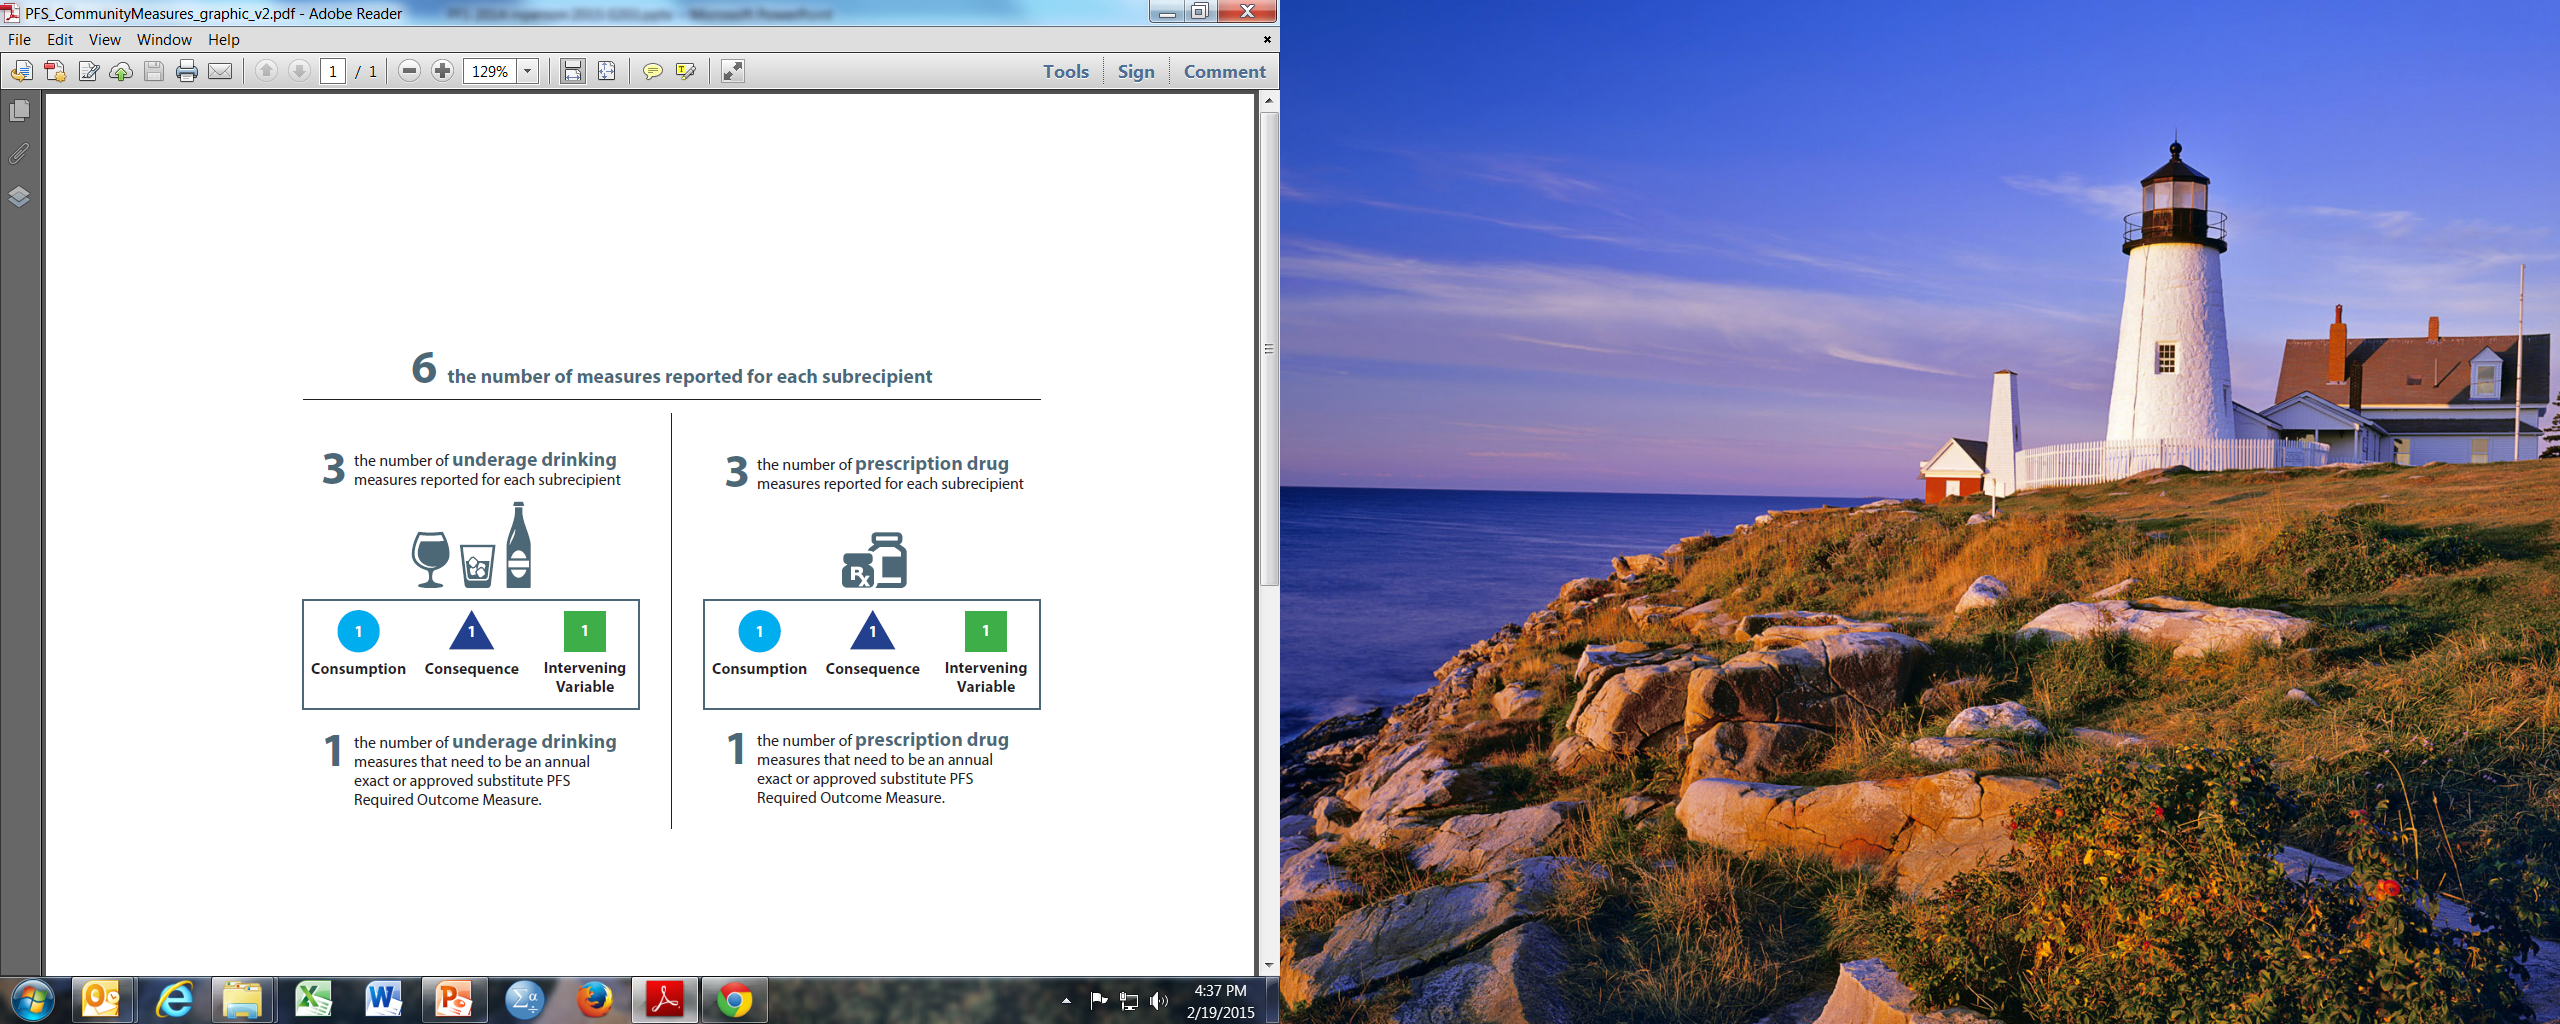 PFS_CommunityMeasures_graphic_v2.pdf - Adobe Reader
File Edit View Window Help
1 / 1 129% Tools Sign Comment
6 the number of measures reported for each subrecipient
3 the number of underage drinking
measures reported for each subrecipient
1 1 1
Consumption Consequence Intervening
Variable
1 the number of underage drinking
measures that need to be an annual
exact or approved substitute PFS
Required Outcome Measure.
3 the number of prescription drug
measures reported for each subrecipient
Rx
1 1 1
Consumption Consequence Intervening
Variable
1 the number of prescription drug
measures that need to be an annual
exact or approved substitute PFS
Required Outcome Measure.
4:37 PM
2/19/2015